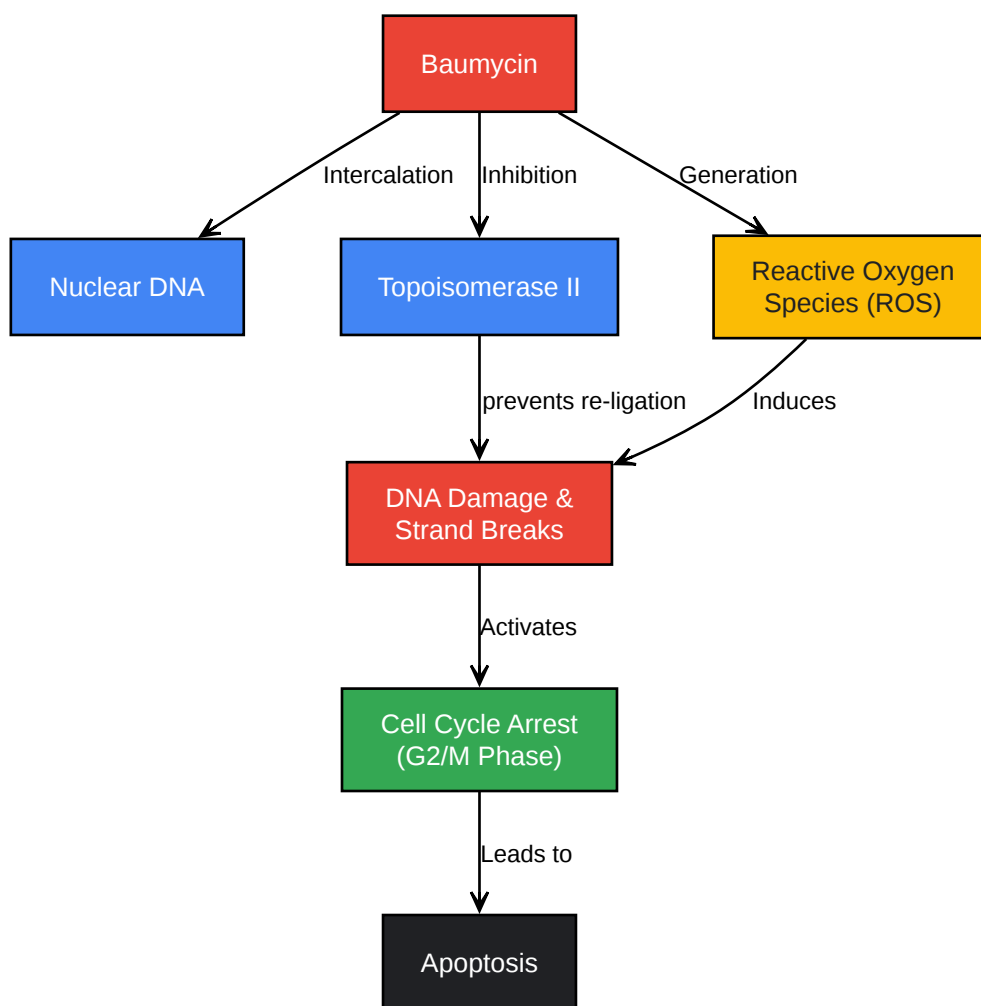 Baumycin
Intercalation
Inhibition
Generation
Nuclear DNA
Topoisomerase II
Reactive Oxygen
Species (ROS)
prevents re-ligation
Induces
DNA Damage &
Strand Breaks
Activates
Cell Cycle Arrest
(G2/M Phase)
Leads to
Apoptosis